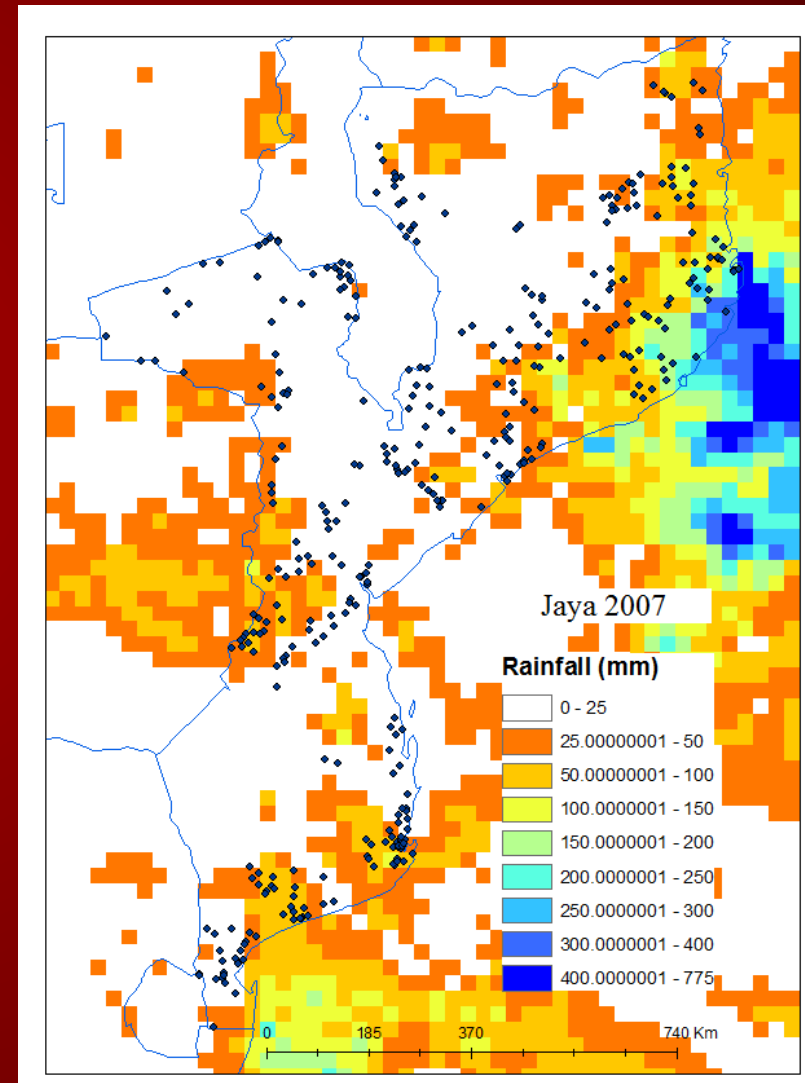 Jaya 2007
Rainfall (mm)
0 - 25
25.00000001 - 50
50.00000001 - 100
100.0000001 - 150
150.0000001 - 200
200.0000001 - 250
250.0000001 - 300
300.0000001 - 400
400.0000001 - 775
0 185 370 740 Km